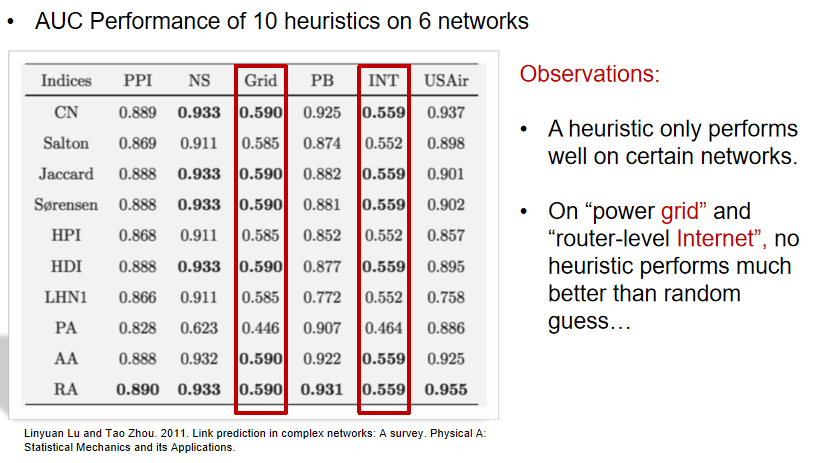 • AUC Performance of 10 heuristics on 6 networks
Indices PPI NS Grid PB INT USAir
CN 0.889 0.933 0.590 0.925 0.559 0.937
Salton 0.869 0.911 0.585 0.874 0.552 0.898
Jaccard 0.888 0.933 0.590 0.882 0.559 0.901
Sørensen 0.888 0.933 0.590 0.881 0.559 0.902
HPI 0.868 0.911 0.585 0.852 0.552 0.857
HDI 0.888 0.933 0.590 0.877 0.559 0.895
LHN1 0.866 0.911 0.585 0.772 0.552 0.758
PA 0.828 0.623 0.446 0.907 0.464 0.886
AA 0.888 0.932 0.590 0.922 0.559 0.925
RA 0.890 0.933 0.590 0.931 0.559 0.955
Linyuan Lu and Tao Zhou. 2011. Link prediction in complex networks: A survey. Physical A:
Statistical Mechanics and its Applications.
Observations:
• A heuristic only performs
well on certain networks.
• On “power grid” and
“router-level Internet”, no
heuristic performs much
better than random
guess…